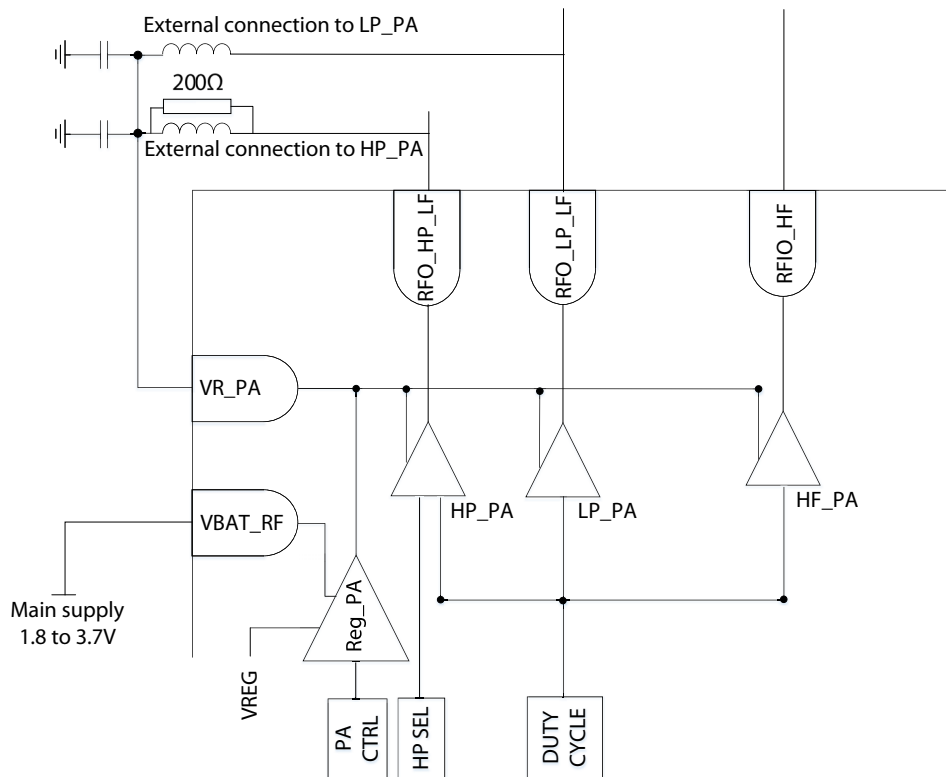 External connection to LP_PA
200Ω
External connection to HP_PA
RFO_HP_LF
RFO_LP_LF
RFIO_HF
VR_PA
HP_PA
LP_PA
HF_PA
VBAT_RF
Main supply
1.8 to 3.7V
Reg_PA
VREG
PA
CTRL
HP SEL
DUTY
CYCLE